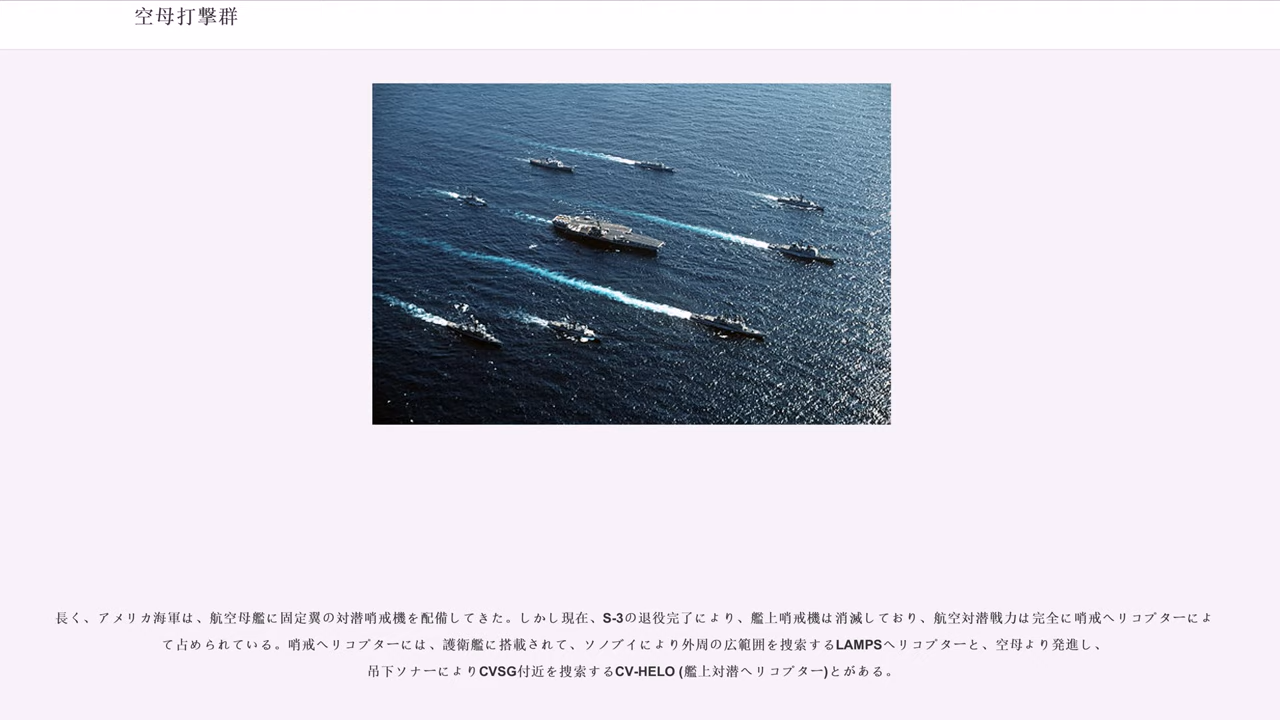 空母打撃群
長く、アメリカ海軍は、航空母艦に固定翼の対潜哨戒機を配備してきた。しかし現在、S-3の退役完了により、艦上哨戒機は消滅しており、航空対潜戦力は完全に哨戒ヘリコプターによ
て占められている。哨戒ヘリコプターには、護衛艦に搭載されて、ソノブイにより外周の広範囲を捜索するLAMPSヘリコプターと、空母より発進し、
吊下ソナーによりCVSG付近を捜索するCV-HELO (艦上対潜ヘリコプター)とがある。